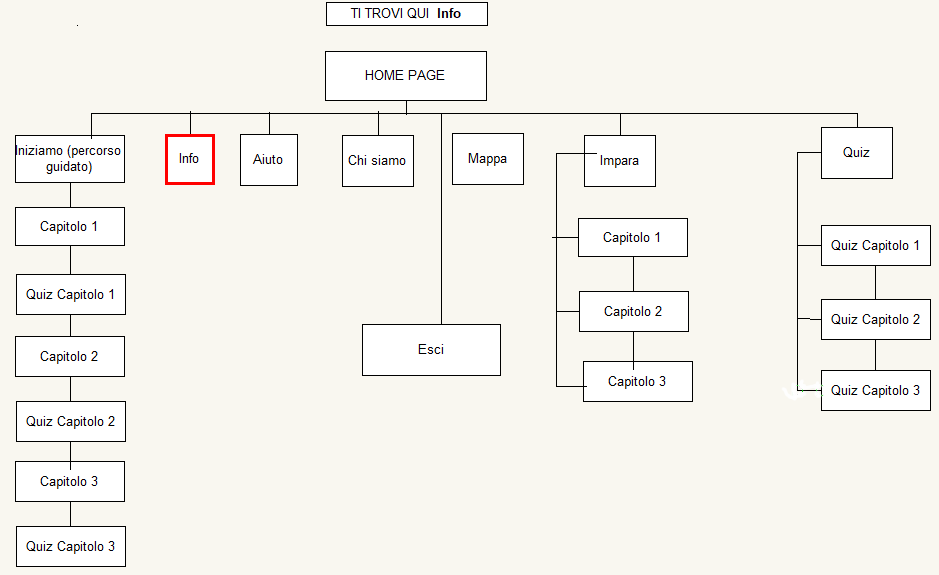 TI TROVI QUI Info
HOME PAGE
Iniziamo (percorso
guidato)
Info
Aiuto
Chi siamo
Mappa
Impara
Quiz
Capitolo 1
Quiz Capitolo 1
Capitolo 2
Quiz Capitolo 2
Capitolo 3
Quiz Capitolo 3
Esci
Capitolo 1
Capitolo 2
Capitolo 3
Quiz Capitolo 1
Quiz Capitolo 2
Quiz Capitolo 3